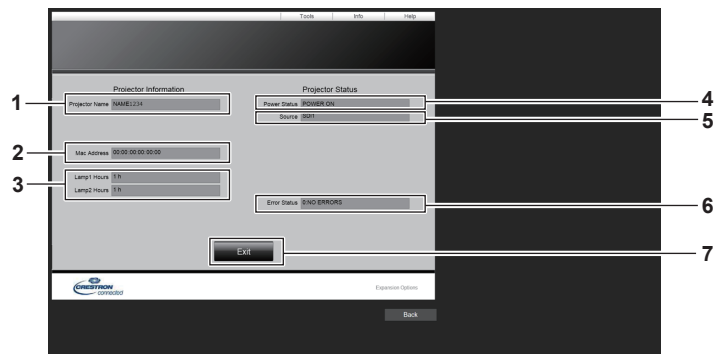 Tools Info Help
Projector Information Projector Status
1 Projector Name NAME1234 Power Status POWER ON 4
Source SDI1 5
2 Mac Address 00:00:00:00:00:00
3 Lamp1 Hours 1 h
Lamp2 Hours 1 h
Error Status 0:NO ERRORS 6
Exit 7
CRESTRON connected Expansion Options
Back